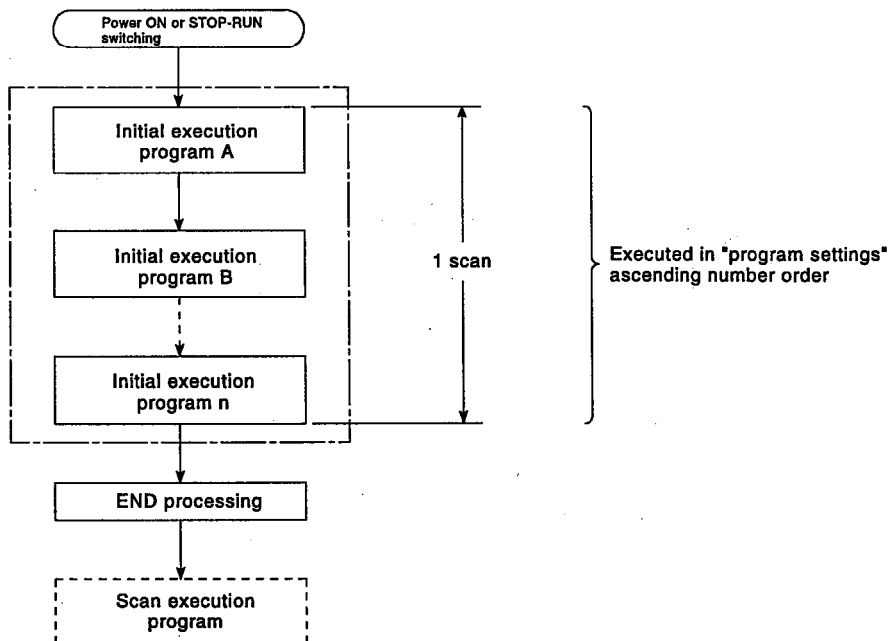 Power ON or STOP-RUN
switching
Initial execution
program A
Initial execution
program B
1 scan
Executed in "program settings"
ascending number order
Initial execution
program n
END processing
Scan execution
program